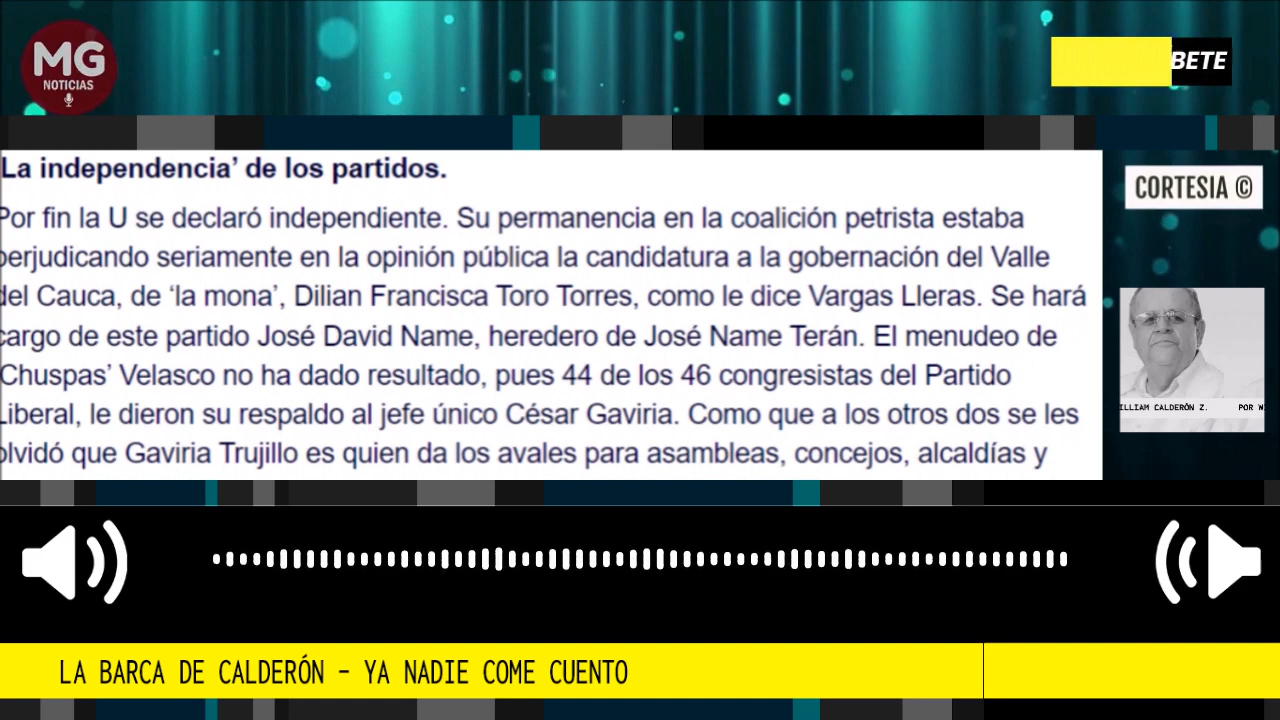 MG
NOTICIAS
BETE
La independencia’ de los partidos.
Por fin la U se declaró independiente. Su permanencia en la coalición petrista estaba
perjudicando seriamente en la opinión pública la candidatura a la gobernación del Valle
del Cauca, de ‘la mona’, Dilian Francisca Toro Torres, como le dice Vargas Lleras. Se hará
cargo de este partido José David Name, heredero de José Name Terán. El menudeo de
Chuspas’ Velasco no ha dado resultado, pues 44 de los 46 congresistas del Partido
Liberal, le dieron su respaldo al jefe único César Gaviria. Como que a los otros dos se les
olvidó que Gaviria Trujillo es quien da los avales para asambleas, concejos, alcaldías y
CORTESIA ©
ILLIAM CALDERÓN Z. POR W
LA BARCA DE CALDERÓN - YA NADIE COME CUENTO